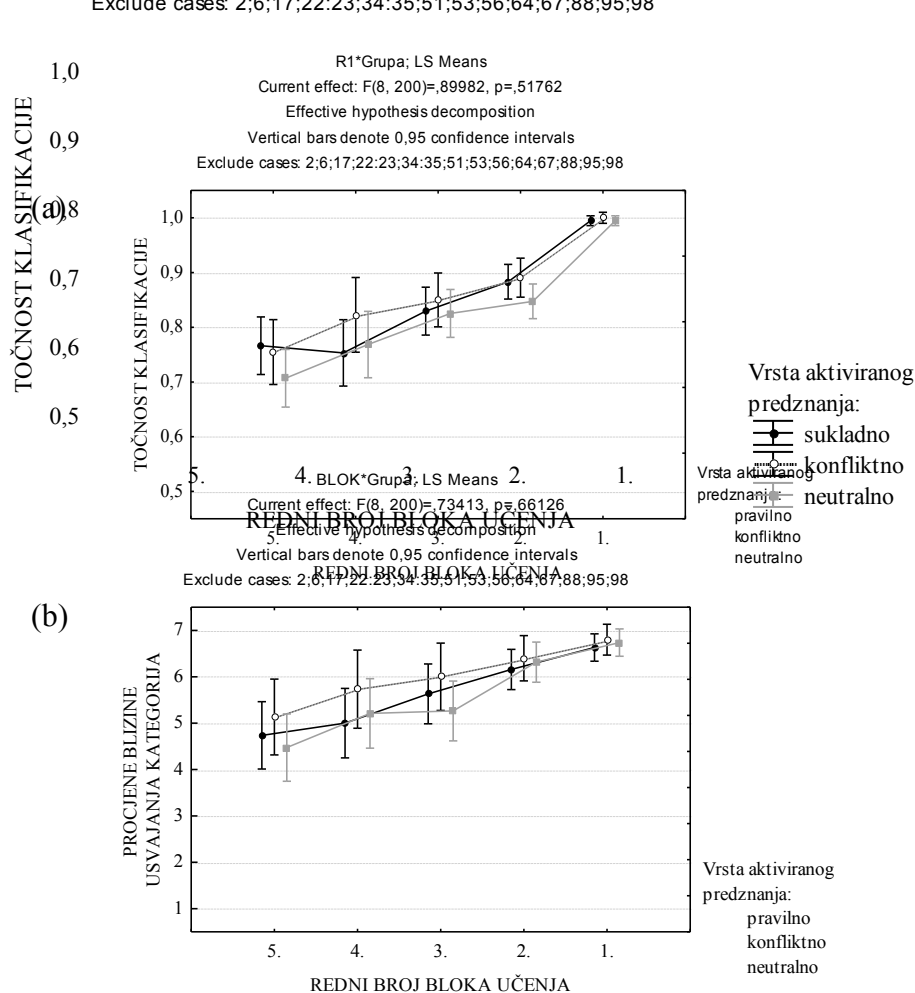 Exclude cases: 2;6;17;22:23;34:35;51;53;56;64;67;88;95;98
R1*Grupa; LS Means
Current effect: F(8, 200)=,89982, p=,51762
Effective hypothesis decomposition
Vertical bars denote 0,95 confidence intervals
Exclude cases: 2;6;17;22:23;34:35;51;53;56;64;67;88;95;98
(a)
TOČNOST KLASIFIKACIJE
1,0
0,9
0,8
0,7
0,6
0,5
TOČNOST KLASIFIKACIJE
1,0
0,9
0,8
0,7
0,6
0,5
5. 4. 3. 2. 1.
REDNI BROJ BLOKA UČENJA
5. 4. 3. 2. 1.
REDNI BROJ BLOKA UČENJA
Vrsta aktiviranog
predznanja:
sukladno
konfliktno
neutralno
Vrsta aktiviranog
predznanja:
pravilno
konfliktno
neutralno
BLOK*Grupa; LS Means
Current effect: F(8, 200)=,73413, p=,66126
Effective hypothesis decomposition
Vertical bars denote 0,95 confidence intervals
Exclude cases: 2;6;17;22:23;34:35;51;53;56;64;67;88;95;98
(b)
PROCJENE BLIZINE
USVAJANJA KATEGORIJA
7
6
5
4
3
2
1
5. 4. 3. 2. 1.
REDNI BROJ BLOKA UČENJA
Vrsta aktiviranog
predznanja:
pravilno
konfliktno
neutralno